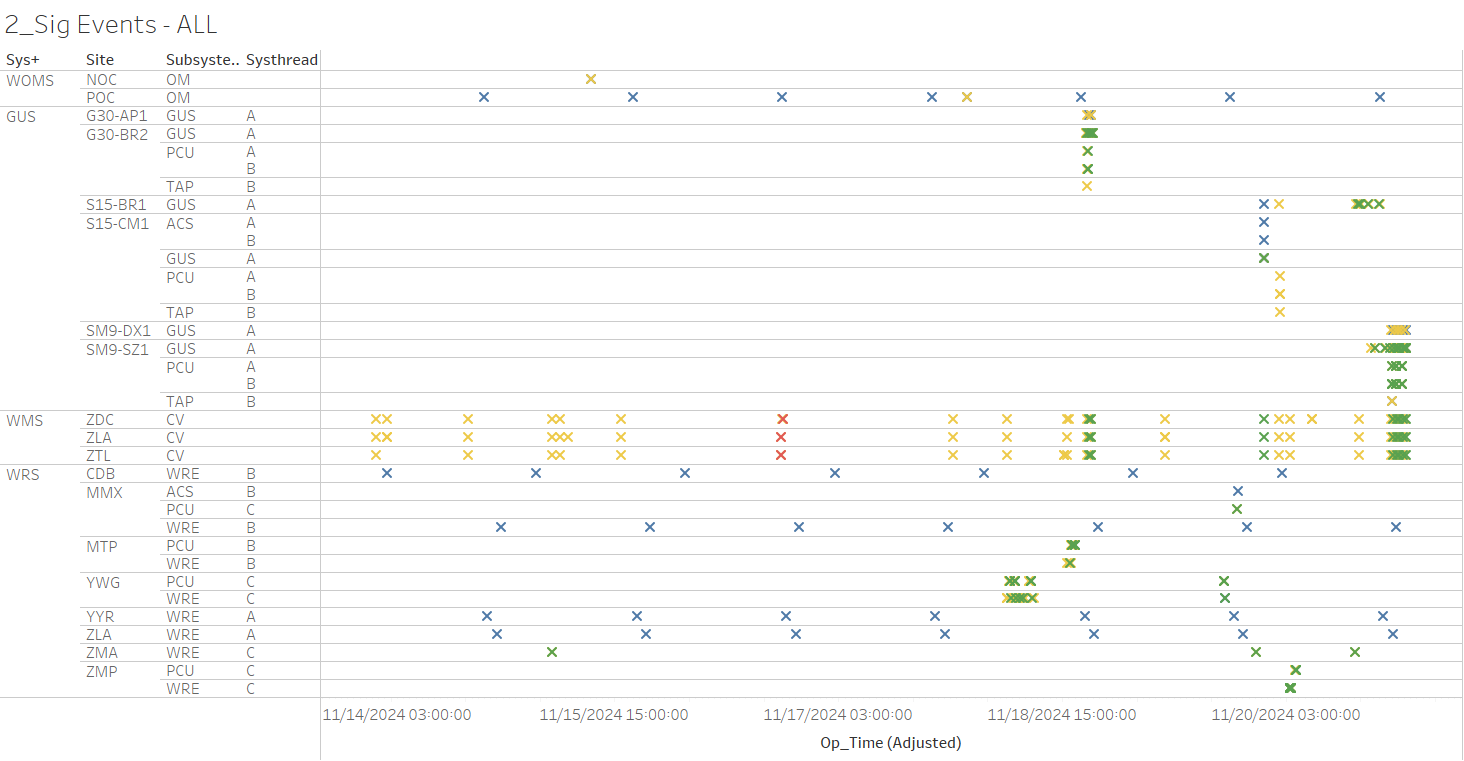 2_Sig Events - ALL
Sys+ Site Subsyste.. Systhread
WOMS NOC OM
POC OM
GUS G30-AP1 GUS A
G30-BR2 GUS A
PCU A
B
TAP B
S15-BR1 GUS A
S15-CM1 ACS A
B
GUS A
PCU A
B
TAP B
SM9-DX1 GUS A
SM9-SZ1 GUS A
PCU A
B
TAP B
WMS ZDC CV
ZLA CV
ZTL CV
WRS CDB WRE B
MMX ACS B
PCU C
WRE B
MTP PCU B
WRE B
YWG PCU C
WRE C
YYR WRE A
ZLA WRE A
ZMA WRE C
ZMP PCU C
WRE C
11/14/2024 03:00:00 11/15/2024 15:00:00 11/17/2024 03:00:00 11/18/2024 15:00:00 11/20/2024 03:00:00
Op_Time (Adjusted)